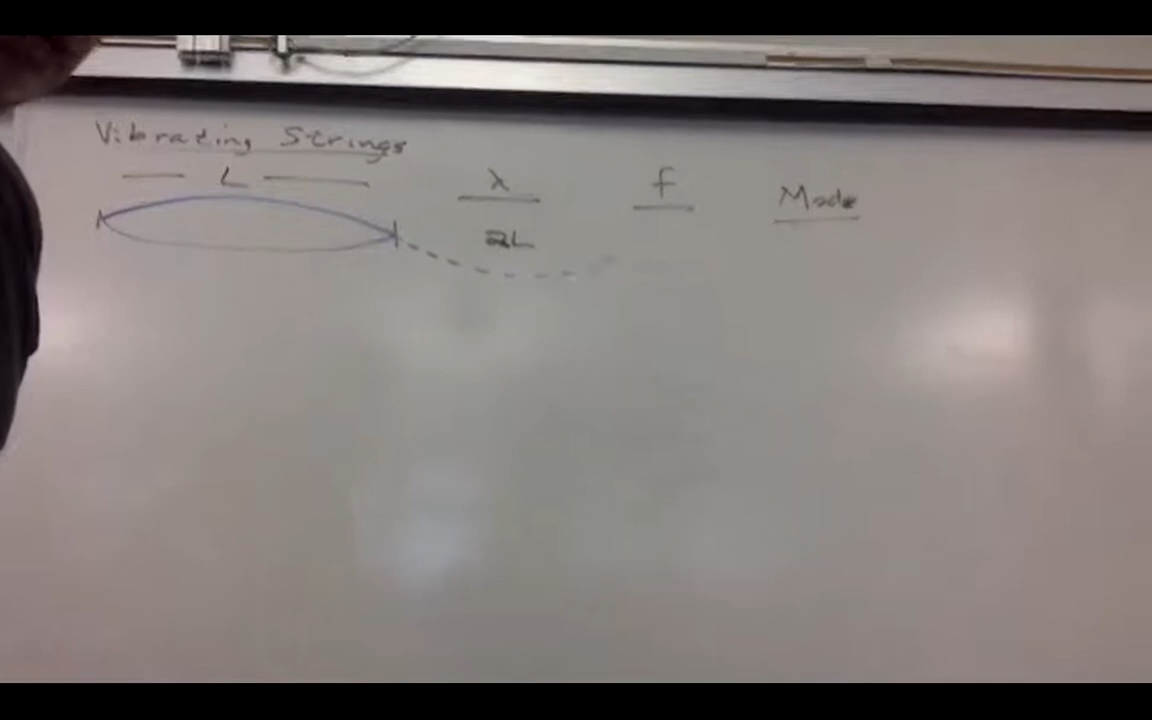 Vibrating Strings
L λ f Mode
2L